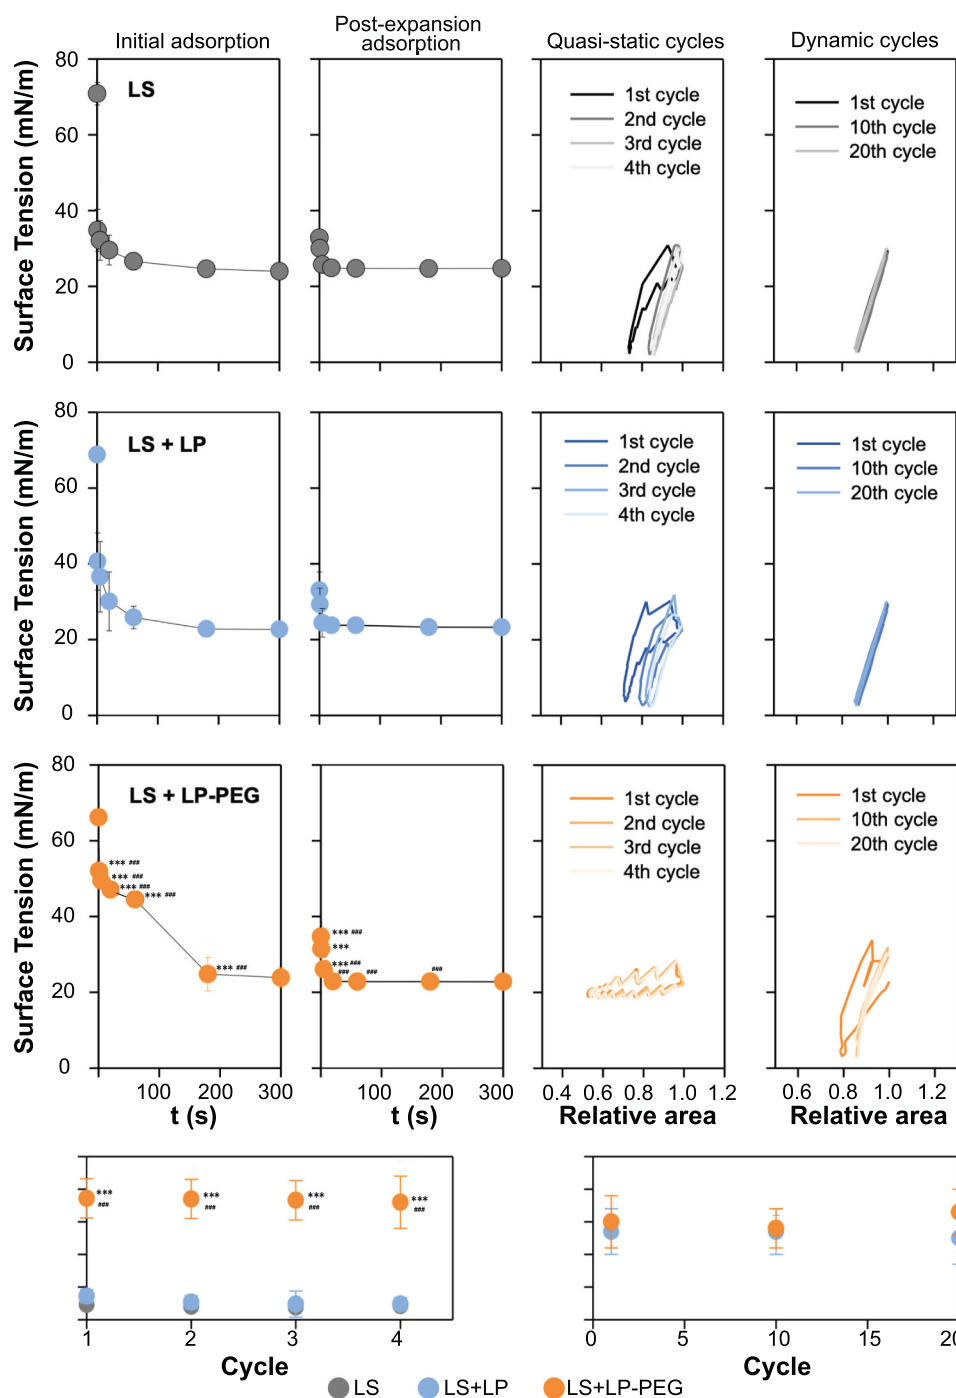 Initial adsorption
Post-expansion
adsorption
Quasi-static cycles
Dynamic cycles
Surface Tension (mN/m)
80
60
40
20
0
LS
1st cycle
2nd cycle
3rd cycle
4th cycle
1st cycle
10th cycle
20th cycle
Surface Tension (mN/m)
80
60
40
20
0
LS + LP
1st cycle
2nd cycle
3rd cycle
4th cycle
1st cycle
10th cycle
20th cycle
Surface Tension (mN/m)
80
60
40
20
0
LS + LP-PEG
*** ###
*** ###
*** ###
*** ###
*** ###
*** ###
***
*** ###
###
###
###
1st cycle
2nd cycle
3rd cycle
4th cycle
1st cycle
10th cycle
20th cycle
100 200 300
t (s)
100 200 300
t (s)
0.4 0.6 0.8 1.0 1.2
Relative area
0.6 0.8 1.0 1.2
Relative area
***
###
***
###
***
###
***
###
1 2 3 4
Cycle
0 5 10 15 20
Cycle
LS LS+LP LS+LP-PEG